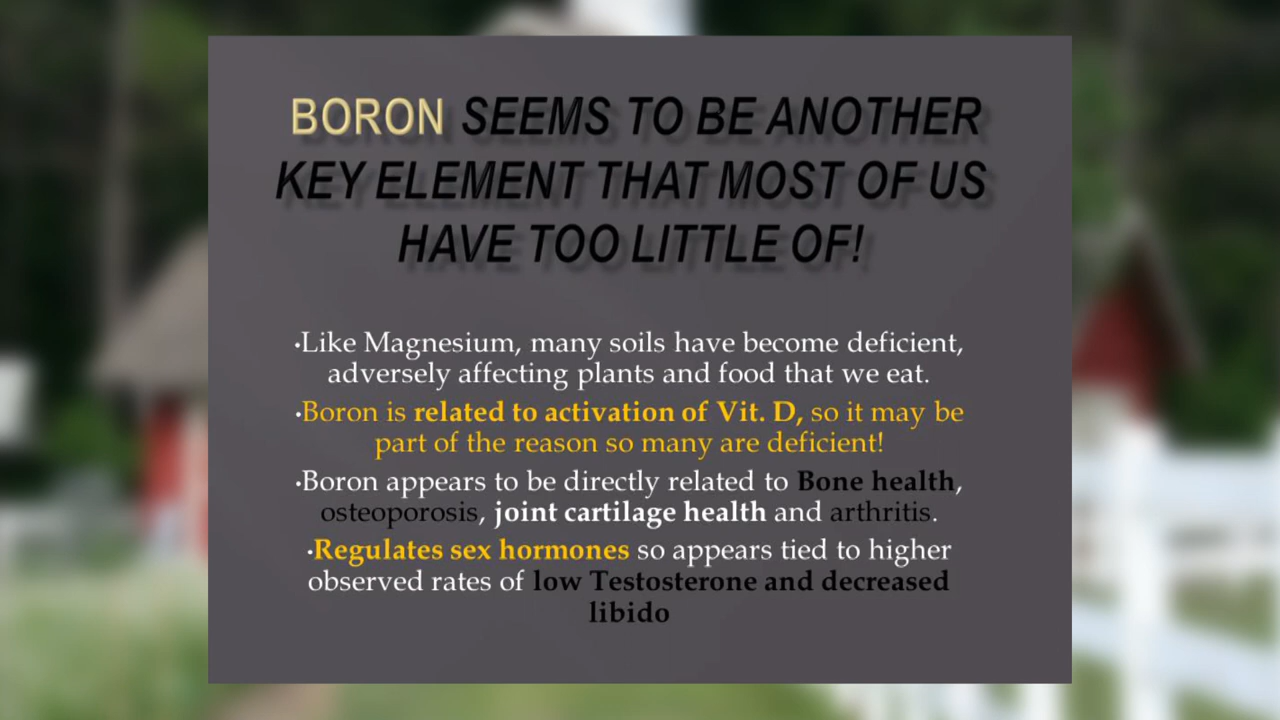 BORON SEEMS TO BE ANOTHER
KEY ELEMENT THAT MOST OF US
HAVE TOO LITTLE OF!
•Like Magnesium, many soils have become deficient,
adversely affecting plants and food that we eat.
•Boron is related to activation of Vit. D, so it may be
part of the reason so many are deficient!
•Boron appears to be directly related to Bone health,
osteoporosis, joint cartilage health and arthritis.
•Regulates sex hormones so appears tied to higher
observed rates of low Testosterone and decreased
libido